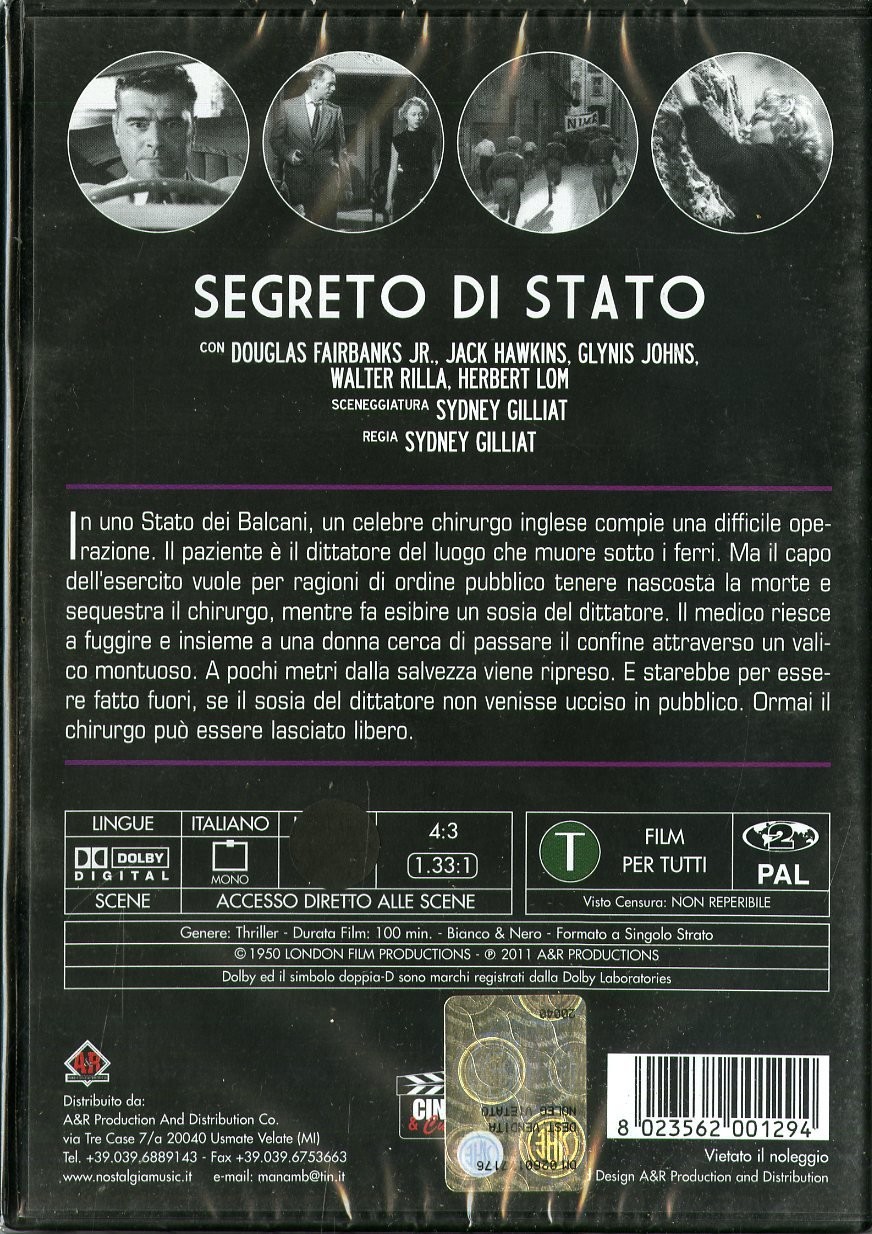 NIVA
SEGRETO DI STATO
CON DOUGLAS FAIRBANKS JR., JACK HAWKINS, GLYNIS JOHNS,
WALTER RILLA, HERBERT LOM
SCENEGGIATURA SYDNEY GILLIAT
REGIA SYDNEY GILLIAT
In uno Stato dei Balcani, un celebre chirurgo inglese compie una difficile ope-
razione. Il paziente è il dittatore del luogo che muore sotto i ferri. Ma il capo
dell'esercito vuole per ragioni di ordine pubblico tenere nascosta la morte e
sequestra il chirurgo, mentre fa esibire un sosia del dittatore. Il medico riesce
a fuggire e insieme a una donna cerca di passare il confine attraverso un vali-
co montuoso. A pochi metri dalla salvezza viene ripreso. E starebbe per esse-
re fatto fuori, se il sosia del dittatore non venisse ucciso in pubblico. Ormai il
chirurgo può essere lasciato libero.
LINGUE ITALIANO 4:3
DOLBY DIGITAL MONO 1.33:1
SCENE ACCESSO DIRETTO ALLE SCENE
T FILM PER TUTTI 2 PAL
Visto Censura: NON REPERIBILE
Genere: Thriller - Durata Film: 100 min. - Bianco & Nero - Formato a Singolo Strato
© 1950 LONDON FILM PRODUCTIONS - ℗ 2011 A&R PRODUCTIONS
Dolby ed il simbolo doppia-D sono marchi registrati dalla Dolby Laboratories
A&R
Distribuito da:
A&R Production And Distribution Co.
via Tre Case 7/a 20040 Usmate Velate (MI)
Tel. +39.039.6889143 - Fax +39.039.6753663
www.nostalgiamusic.it e-mail: manamb@tin.it
CIN
& Cu
20040
NOLEG VIETATO
DEST. VENDITA
8 023562 001294
Vietato il noleggio
Design A&R Production and Distribution